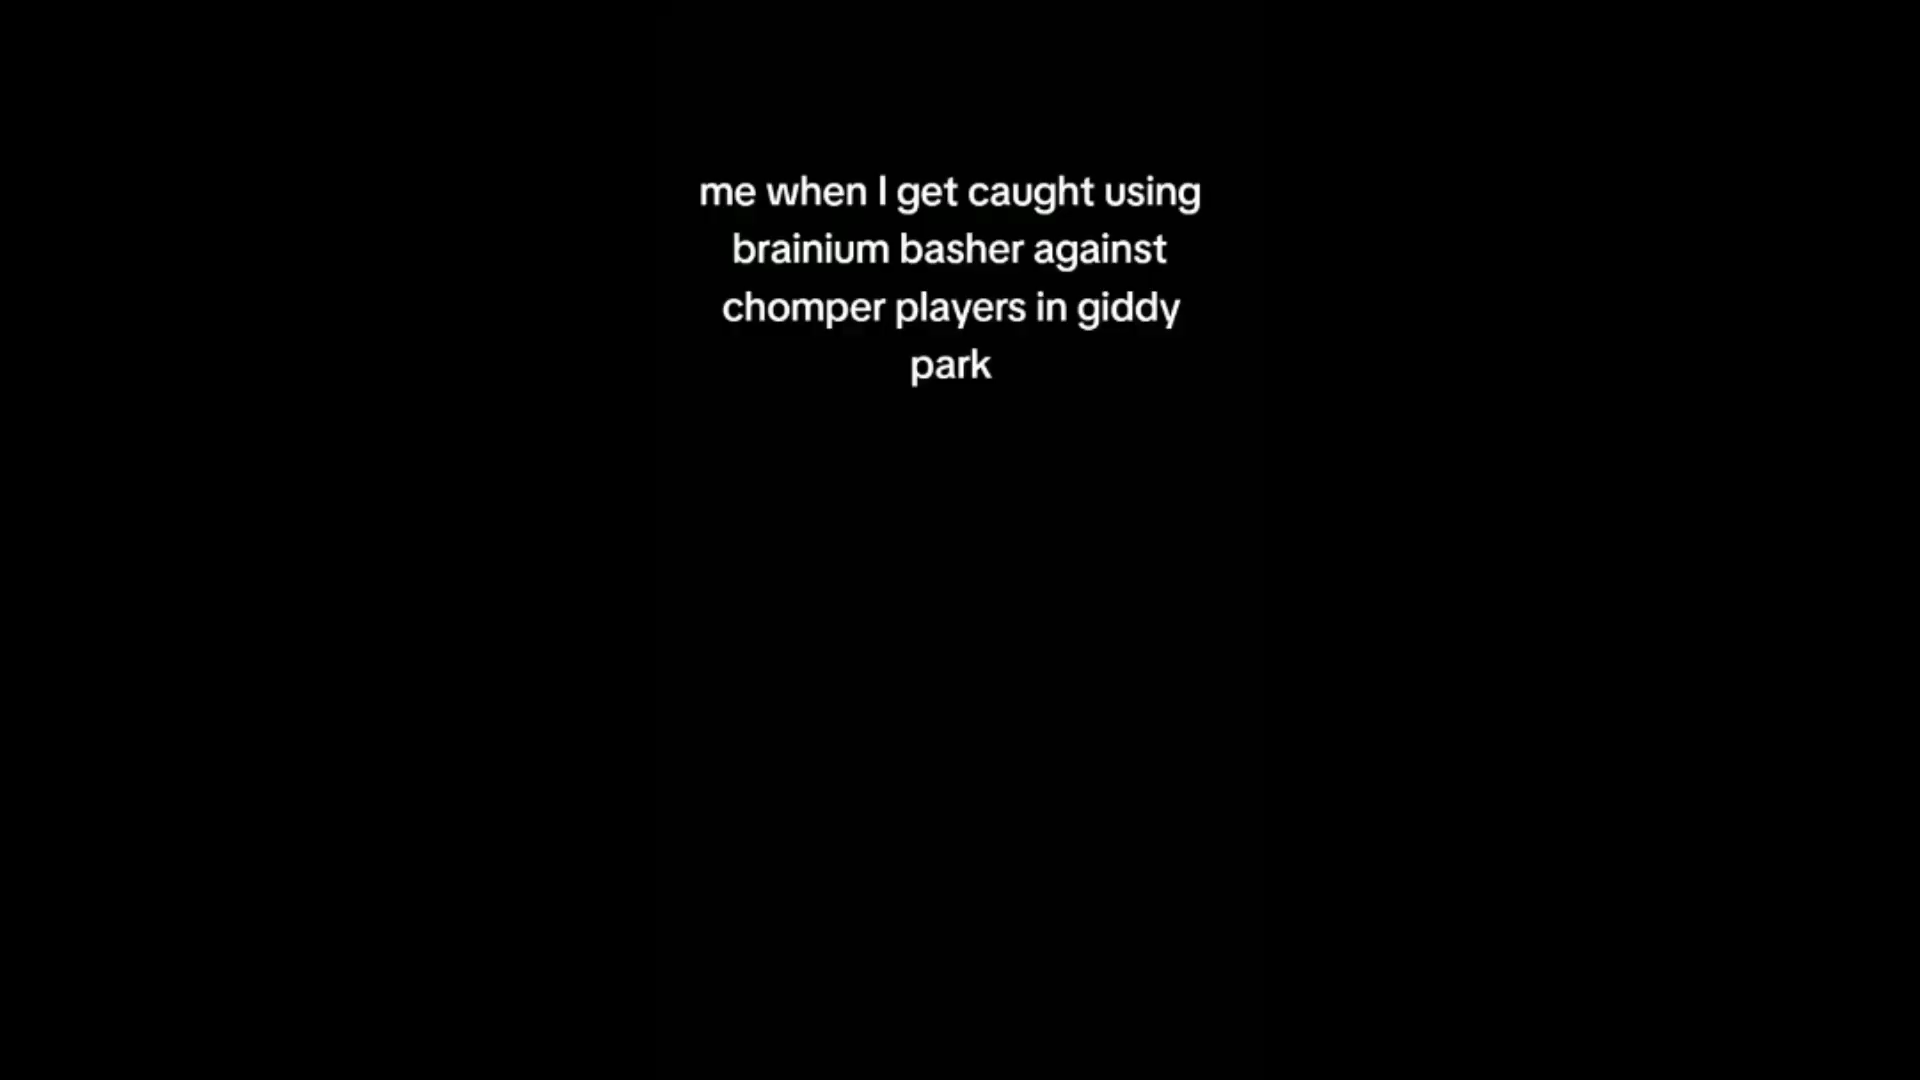 me when I get caught using
brainium basher against
chomper players in giddy
park